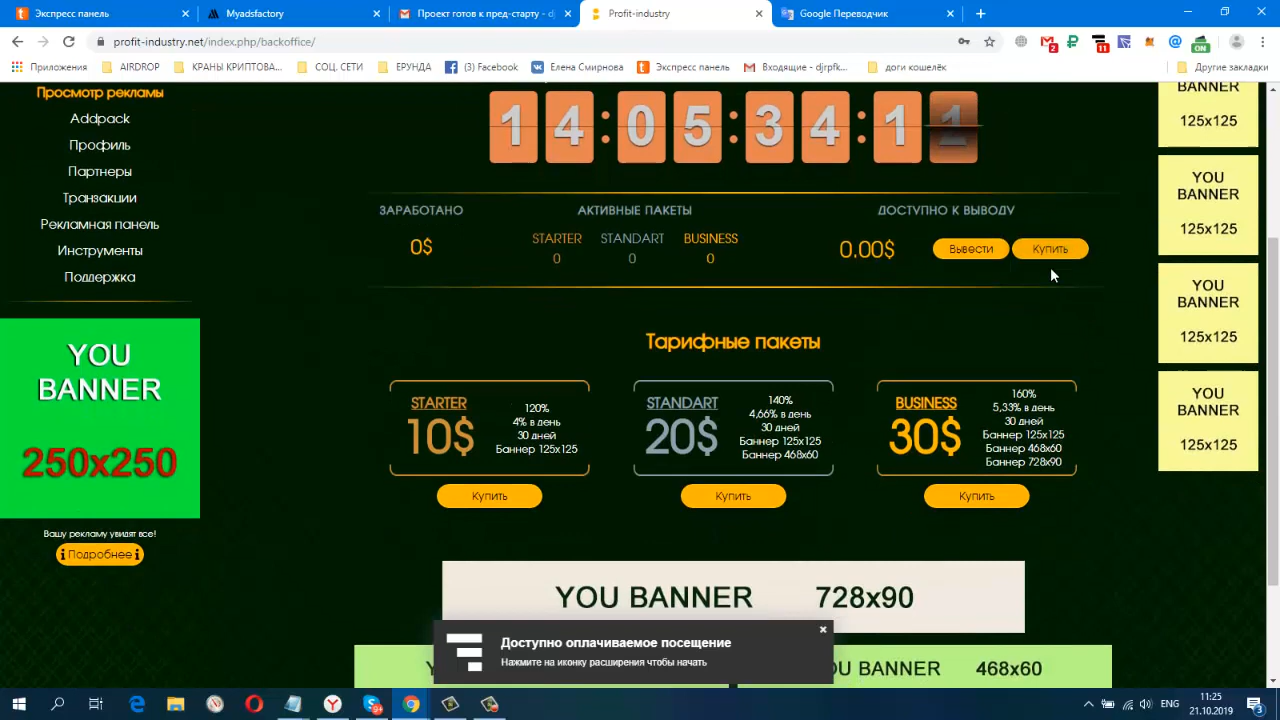 Экспресс панель
Myadsfactory
Проект готов к пред-старту - dj
Profit-industry
Google Переводчик
profit-industry.net/index.php/backoffice/
2
11
ON
Приложения
AIRDROP
КРАНЫ КРИПТОВА...
СОЦ. СЕТИ
ЕРУНДА
(3) Facebook
Елена Смирнова
Экспресс панель
Входящие - djrpfk...
доги кошелёк
Другие закладки
Просмотр рекламы
Addpack
Профиль
Партнеры
Транзакции
Рекламная панель
Инструменты
Поддержка
YOU
BANNER
250x250
Вашу рекламу увидят все!
Подробнее
14:05:34:1
ЗАРАБОТАНО
0$
АКТИВНЫЕ ПАКЕТЫ
STARTER STANDART BUSINESS
0 0 0
ДОСТУПНО К ВЫВОДУ
0.00$
Вывести
Купить
Тарифные пакеты
STARTER
10$
120%
4% в день
30 дней
Баннер 125x125
Купить
STANDART
20$
140%
4,66% в день
30 дней
Баннер 125x125
Баннер 468x60
Купить
BUSINESS
30$
160%
5,33% в день
30 дней
Баннер 125x125
Баннер 468x60
Баннер 728x90
Купить
YOU BANNER 728x90
BANNER 468x60
BANNER
125x125
YOU
BANNER
125x125
YOU
BANNER
125x125
YOU
BANNER
125x125
Доступно оплачиваемое посещение
Нажмите на иконку расширения чтобы начать
ENG
11:25
21.10.2019
3